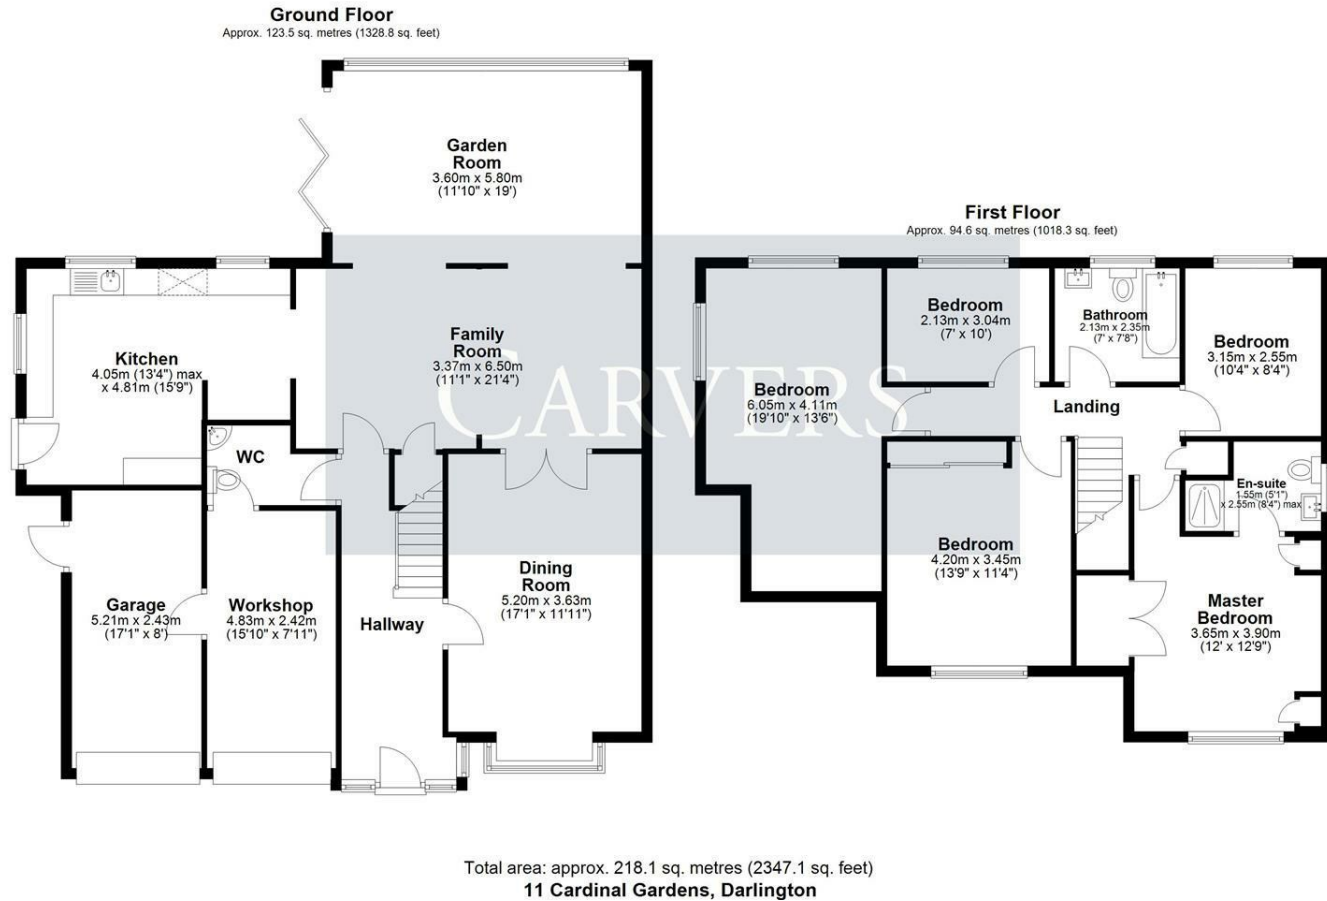 Ground Floor
Approx. 123.5 sq. metres (1328.8 sq. feet)
Garden
Room
3.60m x 5.80m
(11'10" x 19')
Kitchen
4.05m (13'4") max
x 4.81m (15'9")
Family
Room
3.37m x 6.50m
(11'1" x 21'4")
WC
Garage
5.21m x 2.43m
(17'1" x 8')
Workshop
4.83m x 2.42m
(15'10" x 7'11")
Hallway
Dining
Room
5.20m x 3.63m
(17'1" x 11'11")
CARVERS
First Floor
Approx. 94.6 sq. metres (1018.3 sq. feet)
Bedroom
6.05m x 4.11m
(19'10" x 13'6")
Bedroom
2.13m x 3.04m
(7' x 10')
Bathroom
2.13m x 2.35m
(7' x 7'8")
Bedroom
3.15m x 2.55m
(10'4" x 8'4")
Landing
Bedroom
4.20m x 3.45m
(13'9" x 11'4")
En-suite
1.55m (5'1")
x 2.55m (8'4") max
Master
Bedroom
3.65m x 3.90m
(12' x 12'9")
Total area: approx. 218.1 sq. metres (2347.1 sq. feet)
11 Cardinal Gardens, Darlington